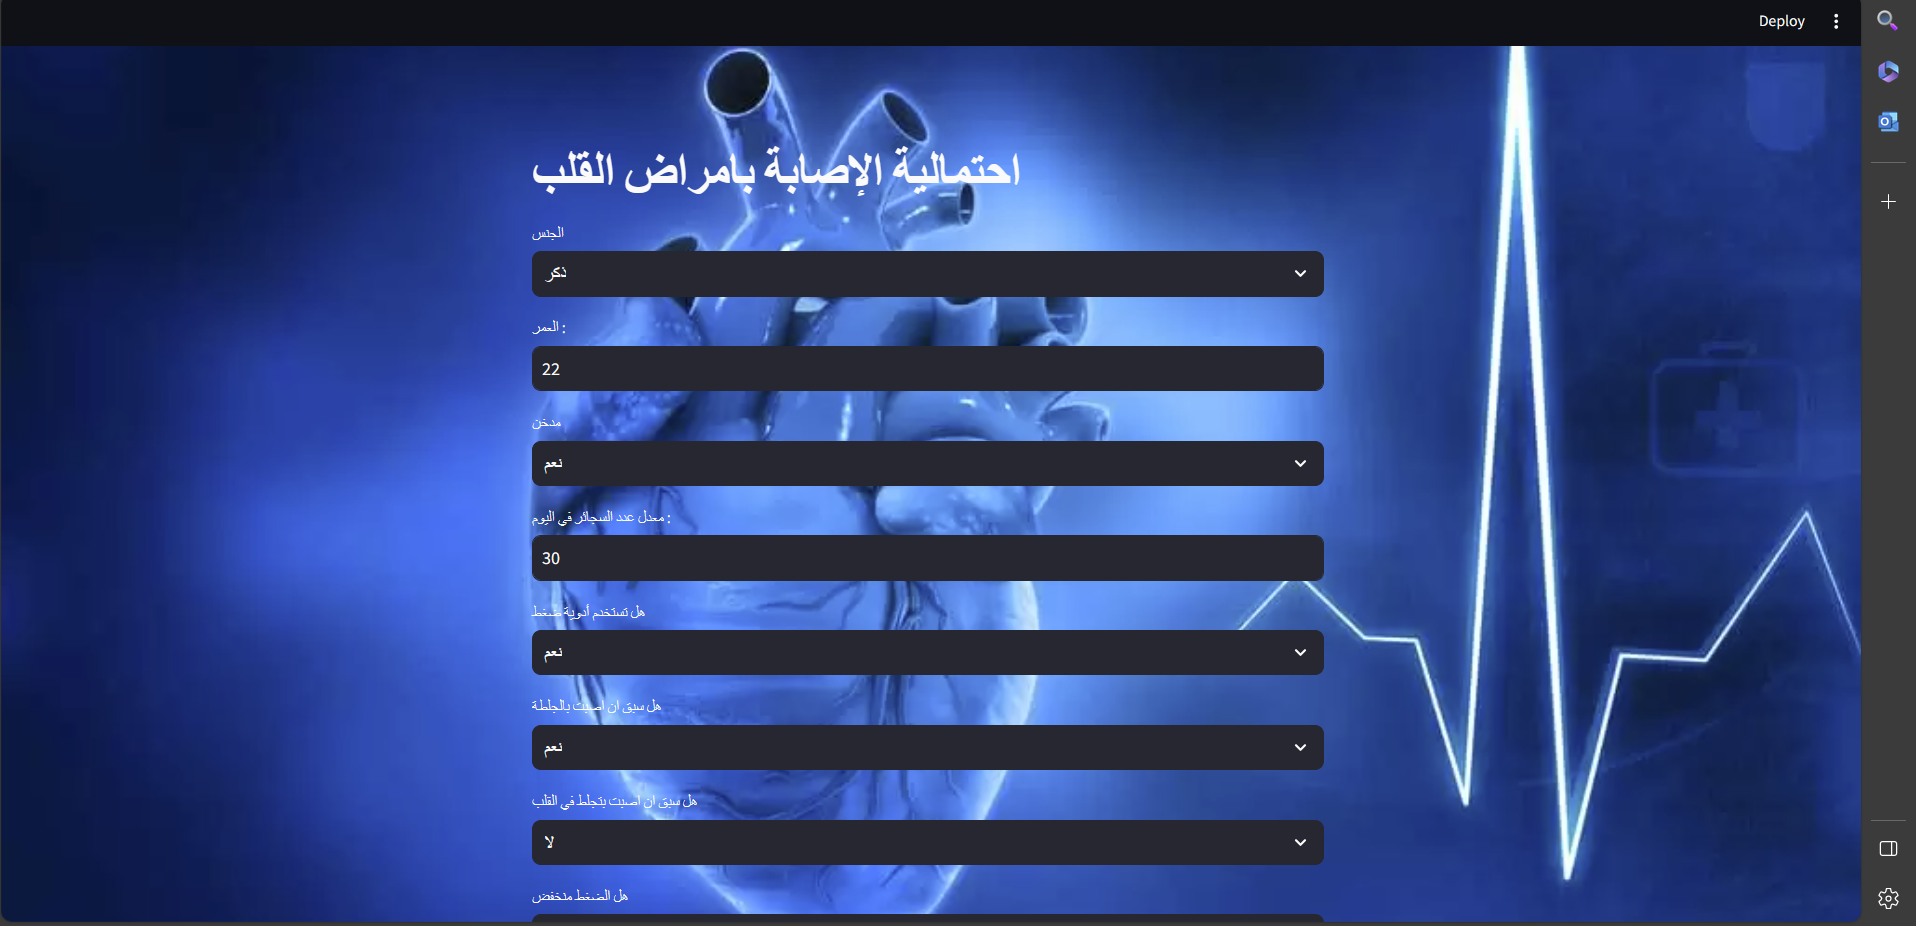 Deploy
احتمالية الإصابة بامراض القلب
الجنس
ذكر
العمر :
22
مدخن
نعم
معدل عدد السجائر في اليوم :
30
هل تستخدم أدوية ضغط
نعم
هل سبق ان اصبت بالجلطة
نعم
هل سبق ان اصبت بتجلط في القلب
لا
هل الضغط منخفض